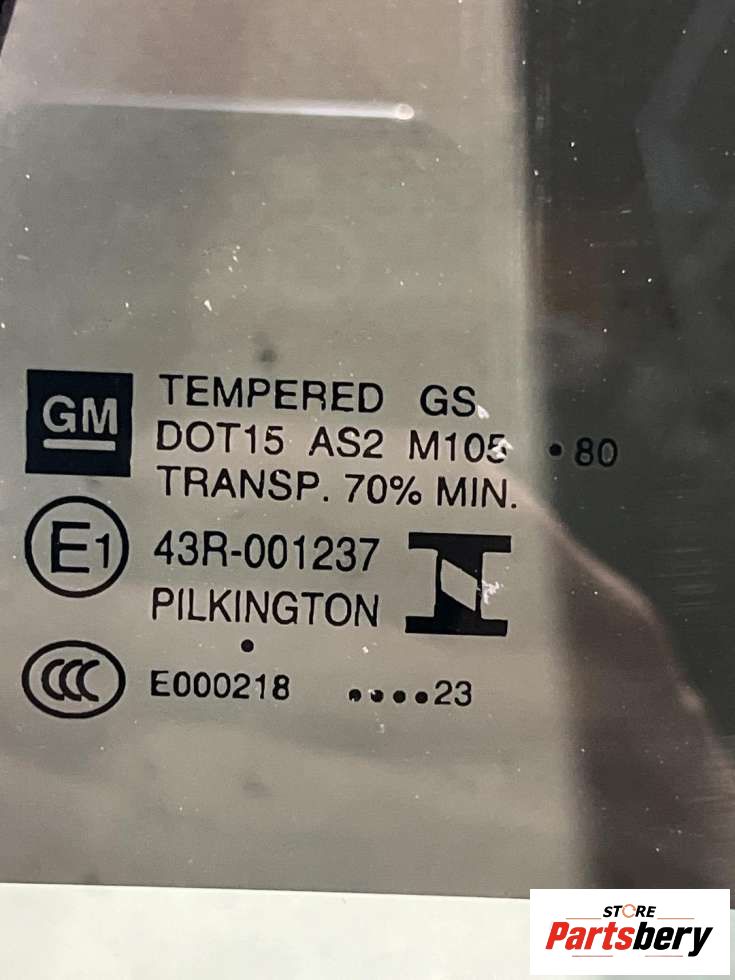 GM
TEMPERED GS
DOT15 AS2 M105 •80
TRANSP. 70% MIN.
E1 43R-001237
PILKINGTON
CCC E000218 ....23
STORE
Partsbery